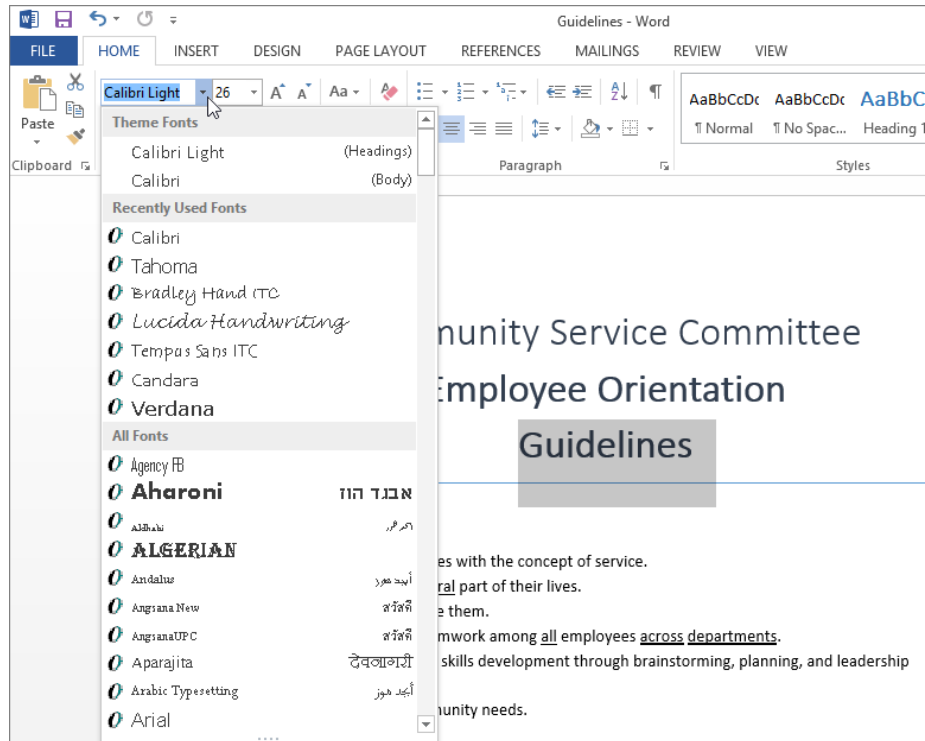 Guidelines - Word
FILE HOME INSERT DESIGN PAGE LAYOUT REFERENCES MAILINGS REVIEW VIEW
Calibri Light 26 Aa
AaBbCcDc AaBbCcDc AaBbC
Paste
¶ Normal ¶ No Spac... Heading 1
Clipboard Paragraph Styles
Theme Fonts
Calibri Light (Headings)
Calibri (Body)
Recently Used Fonts
Calibri
Tahoma
Bradley Hand ITC
Lucida Handwriting
Tempus Sans ITC
Candara
Verdana
All Fonts
Agency FB
Aharoni אבגד הוז
Aldhabi
ALGERIAN
Andalus أبجد هوز
Angsana New สวัสดี
AngsanaUPC สวัสดี
Aparajita देवनागरी
Arabic Typesetting أبجد هوز
Arial
munity Service Committee
Employee Orientation
Guidelines
es with the concept of service.
ral part of their lives.
e them.
mwork among all employees across departments.
skills development through brainstorming, planning, and leadership
munity needs.